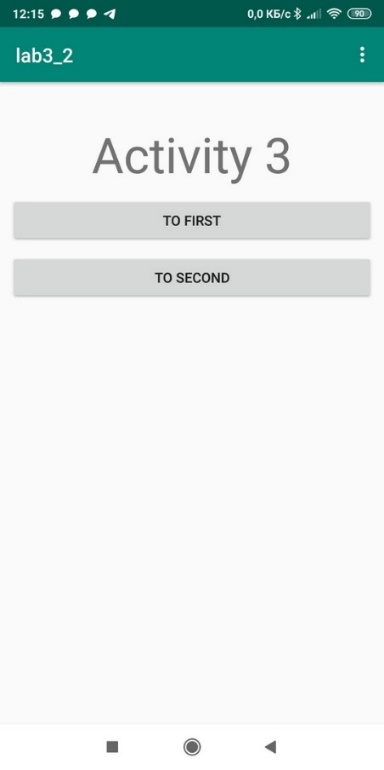 12:15 0,0 КБ/с 90
lab3_2
Activity 3
TO FIRST
TO SECOND